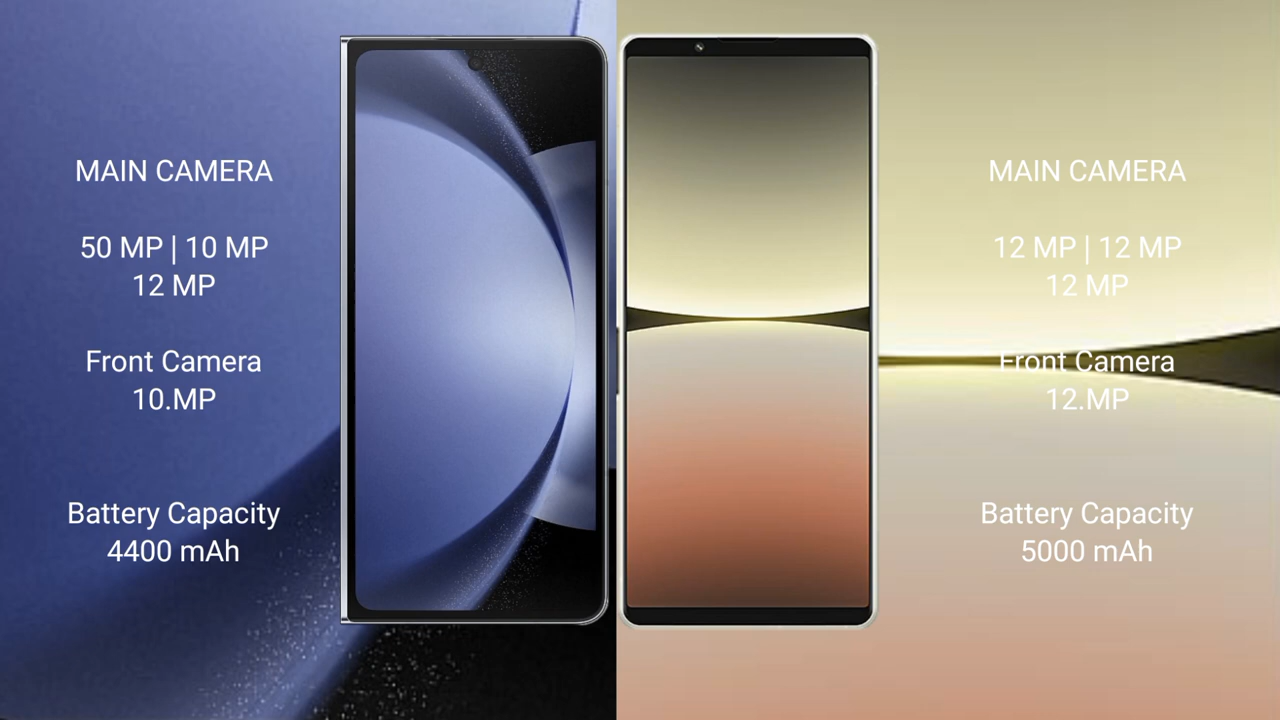 MAIN CAMERA
50 MP | 10 MP
12 MP
Front Camera
10.MP
Battery Capacity
4400 mAh
MAIN CAMERA
12 MP | 12 MP
12 MP
Front Camera
12.MP
Battery Capacity
5000 mAh